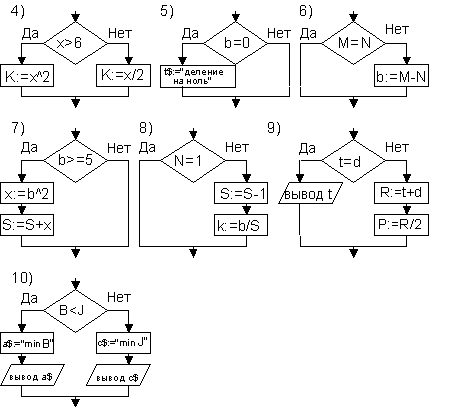 4)
Да
Нет
x>6
K:=x^2
K:=x/2
5)
Да
Нет
b=0
t$:="деление
на ноль"
6)
Да
Нет
M=N
b:=M-N
7)
Да
Нет
b>=5
x:=b^2
S:=S+x
8)
Да
Нет
N=1
S:=S-1
k:=b/S
9)
Да
Нет
t=d
вывод t
R:=t+d
P:=R/2
10)
Да
Нет
B<J
a$:="min B"
c$:="min J"
вывод a$
вывод c$